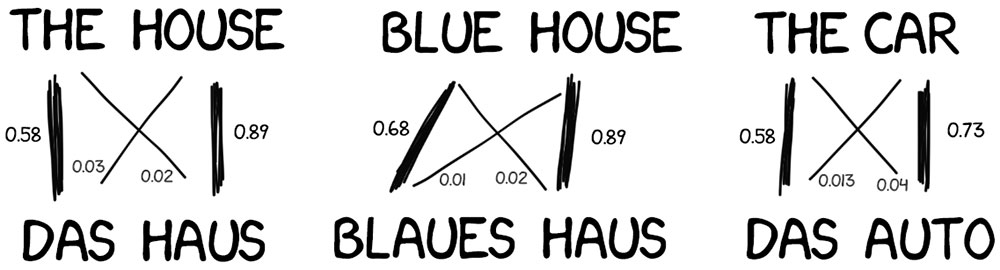 THE HOUSE BLUE HOUSE THE CAR
0.58 0.89 0.68 0.89 0.58 0.73
0.03 0.02 0.01 0.02 0.013 0.04
DAS HAUS BLAUES HAUS DAS AUTO